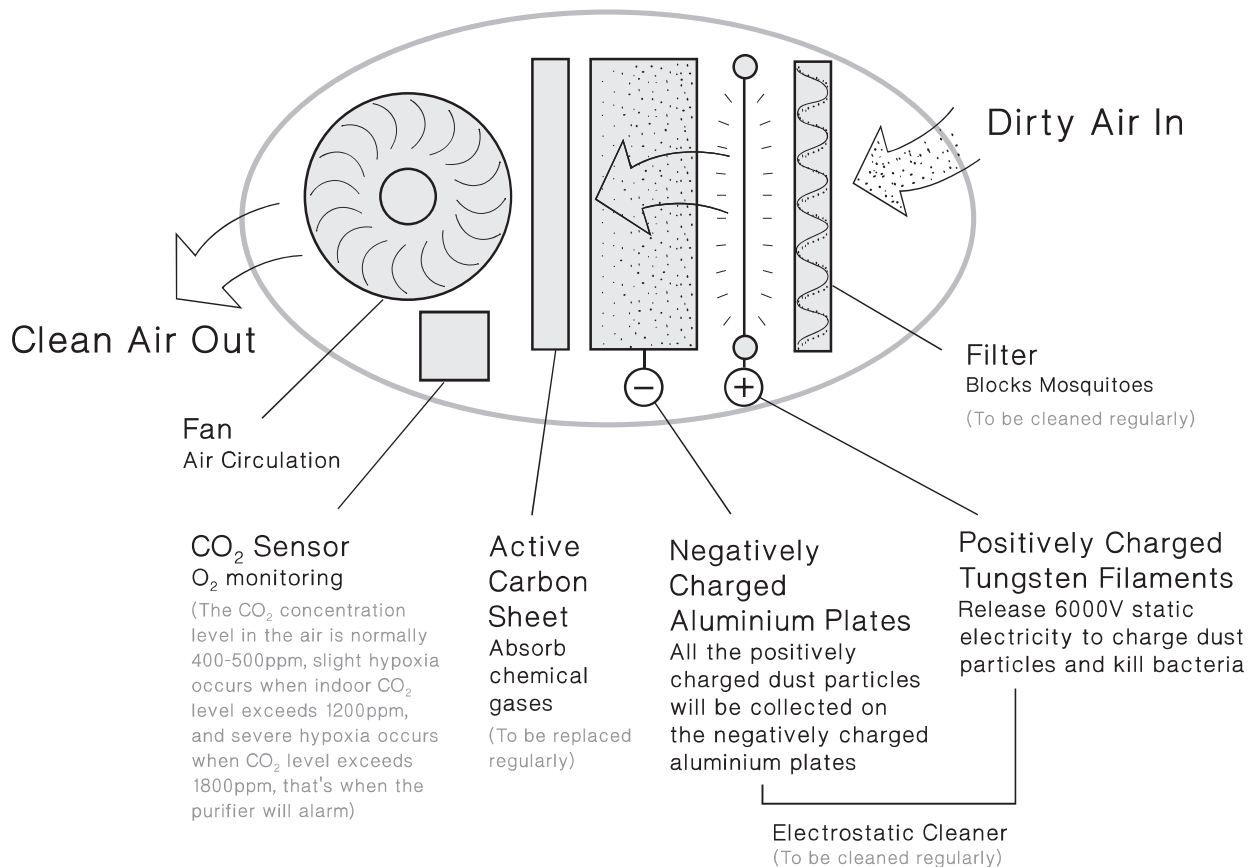 Dirty Air In
Clean Air Out
Filter
Blocks Mosquitoes
(To be cleaned regularly)
Fan
Air Circulation
CO₂ Sensor
O₂ monitoring
(The CO₂ concentration
level in the air is normally
400-500ppm, slight hypoxia
occurs when indoor CO₂
level exceeds 1200ppm,
and severe hypoxia occurs
when CO₂ level exceeds
1800ppm, that's when the
purifier will alarm)
Active
Carbon
Sheet
Absorb
chemical
gases
(To be replaced
regularly)
−
Negatively
Charged
Aluminium Plates
All the positively
charged dust particles
will be collected on
the negatively charged
aluminium plates
+
Positively Charged
Tungsten Filaments
Release 6000V static
electricity to charge dust
particles and kill bacteria
Electrostatic Cleaner
(To be cleaned regularly)